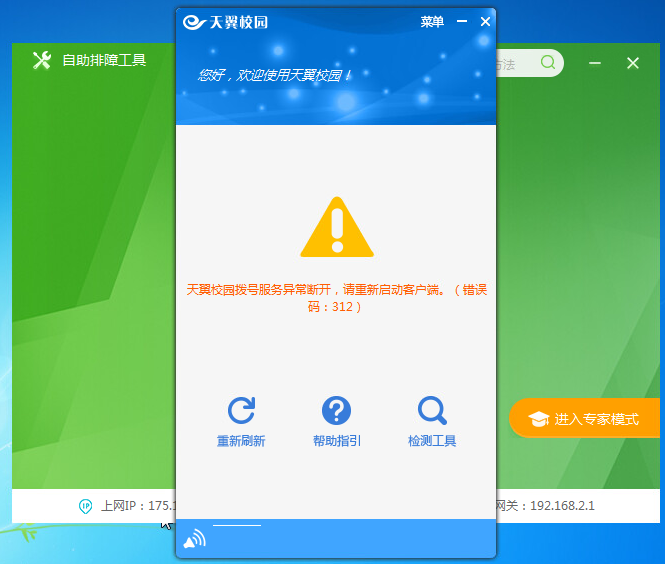 天翼校园
菜单
自助排障工具
方法
您好，欢迎使用天翼校园！
天翼校园拨号服务异常断开，请重新启动客户端。（错误
码：312）
进入专家模式
重新刷新
帮助指引
检测工具
IP
上网IP：175.1
网关：192.168.2.1